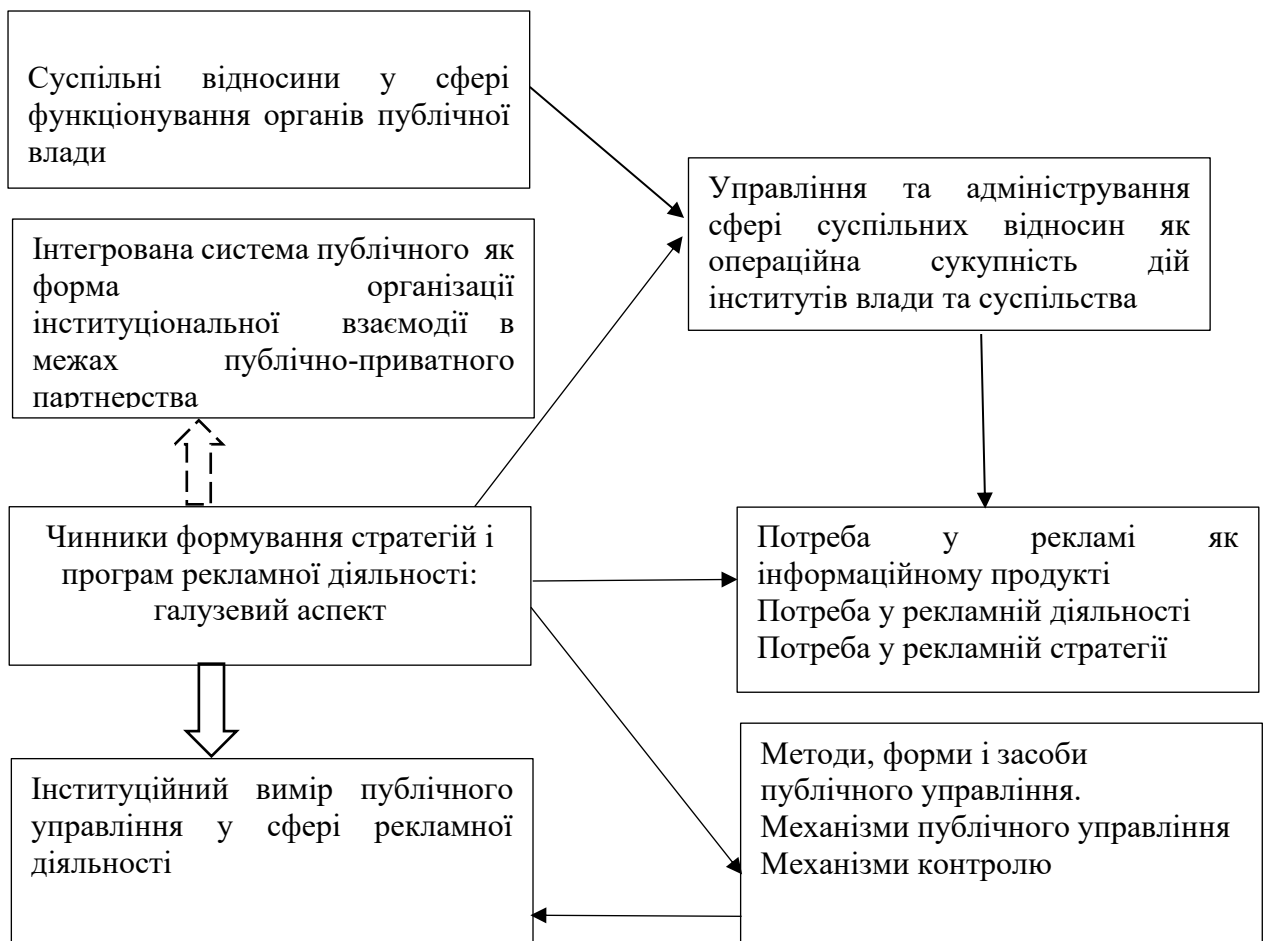 Суспільні відносини у сфері
функціонування органів публічної
влади
Інтегрована система публічного як
форма організації
інституціональної взаємодії в
межах публічно-приватного
партнерства
Чинники формування стратегій і
програм рекламної діяльності:
галузевий аспект
Інституційний вимір публічного
управління у сфері рекламної
діяльності
Управління та адміністрування
сфері суспільних відносин як
операційна сукупність дій
інститутів влади та суспільства
Потреба у рекламі як
інформаційному продукті
Потреба у рекламній діяльності
Потреба у рекламній стратегії
Методи, форми і засоби
публічного управління.
Механізми публічного управління
Механізми контролю